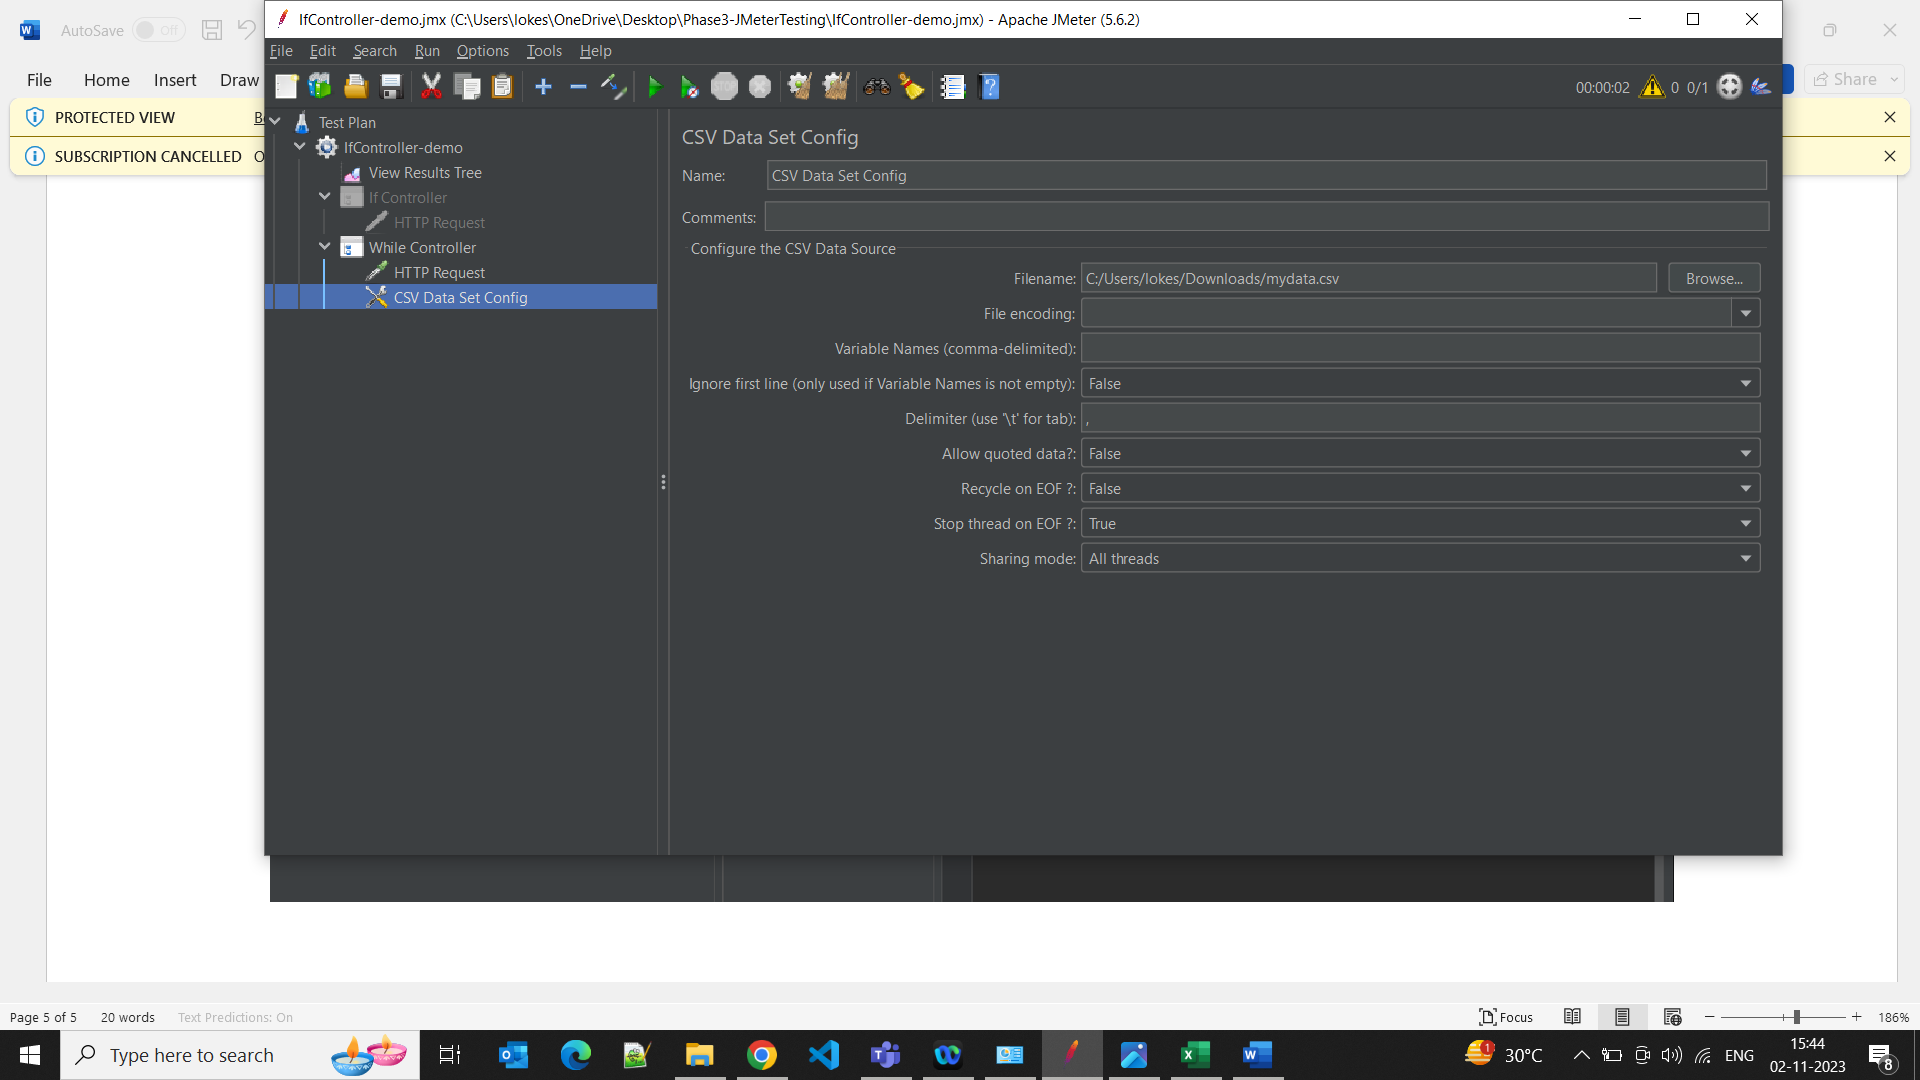 IfController-demo.jmx (C:\Users\lokes\OneDrive\Desktop\Phase3-JMeterTesting\IfController-demo.jmx) - Apache JMeter (5.6.2)
AutoSave Off
File Edit Search Run Options Tools Help
File Home Insert Draw
Share
00:00:02 0 0/1
PROTECTED VIEW
SUBSCRIPTION CANCELLED
Test Plan
IfController-demo
View Results Tree
If Controller
HTTP Request
While Controller
HTTP Request
CSV Data Set Config
CSV Data Set Config
Name: CSV Data Set Config
Comments:
Configure the CSV Data Source
Filename: C:/Users/lokes/Downloads/mydata.csv Browse...
File encoding:
Variable Names (comma-delimited):
Ignore first line (only used if Variable Names is not empty): False
Delimiter (use '\t' for tab): ,
Allow quoted data?: False
Recycle on EOF ?: False
Stop thread on EOF ?: True
Sharing mode: All threads
Page 5 of 5 20 words Text Predictions: On
Focus
186%
Type here to search
30°C
ENG
15:44
02-11-2023
8